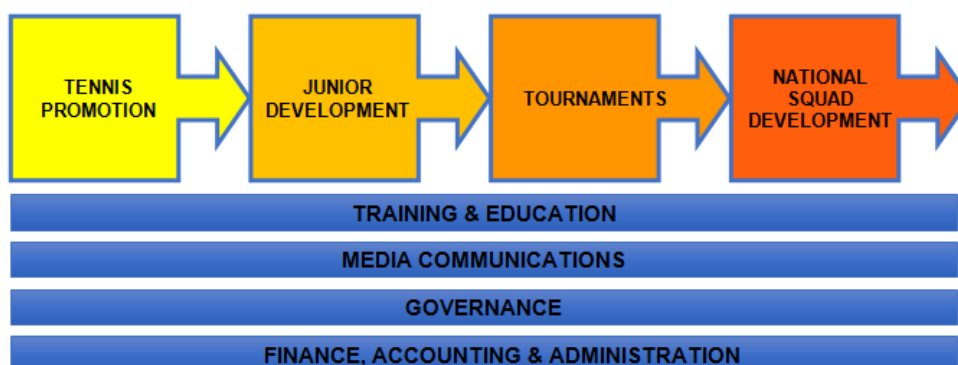 TENNIS
PROMOTION
JUNIOR
DEVELOPMENT
TOURNAMENTS
NATIONAL
SQUAD
DEVELOPMENT
TRAINING & EDUCATION
MEDIA COMMUNICATIONS
GOVERNANCE
FINANCE, ACCOUNTING & ADMINISTRATION